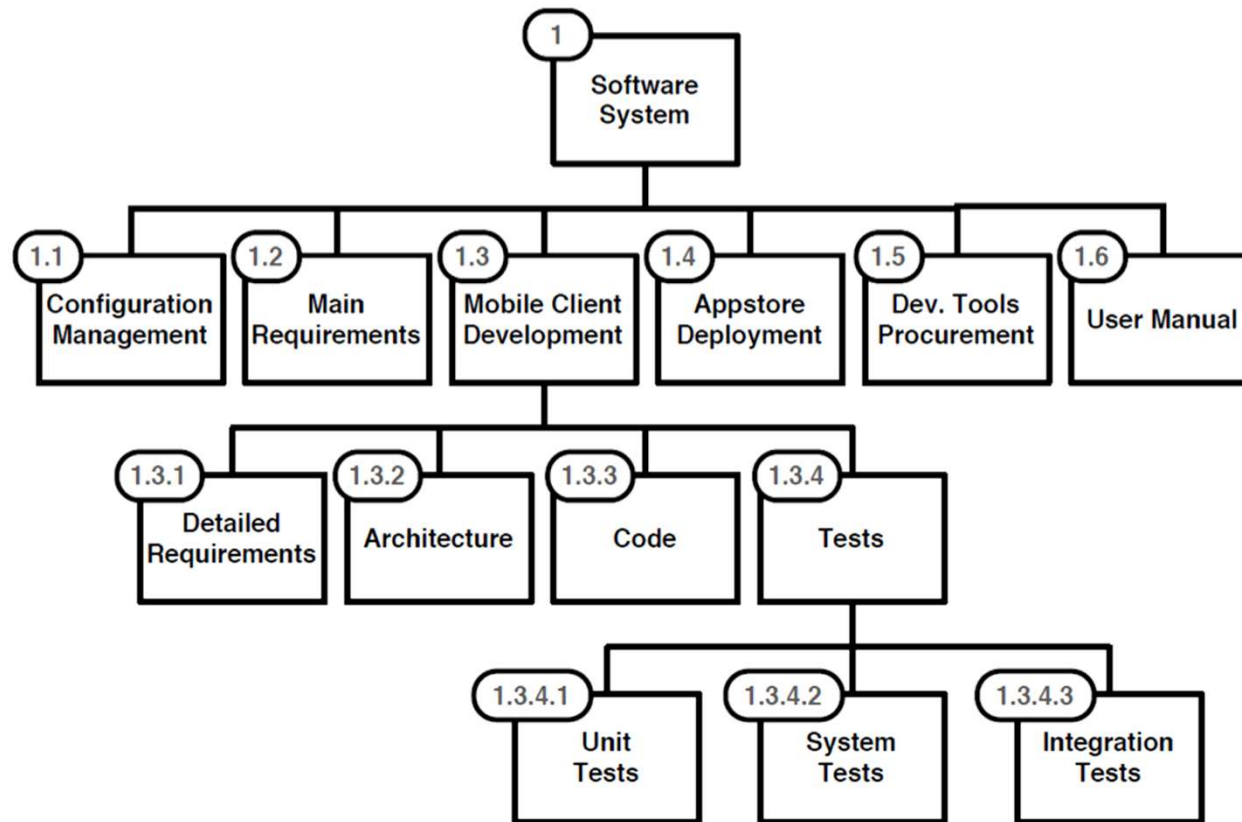 1
Software
System
1.1
Configuration
Management
1.2
Main
Requirements
1.3
Mobile Client
Development
1.4
Appstore
Deployment
1.5
Dev. Tools
Procurement
1.6
User Manual
1.3.1
Detailed
Requirements
1.3.2
Architecture
1.3.3
Code
1.3.4
Tests
1.3.4.1
Unit
Tests
1.3.4.2
System
Tests
1.3.4.3
Integration
Tests